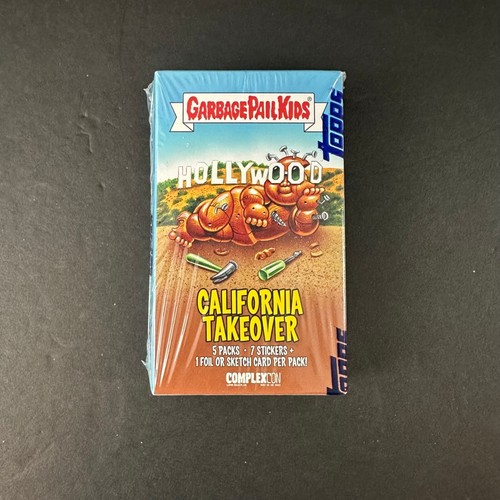 GARBAGE PAIL KIDS®
HOLLYWOOD
CALIFORNIA
TAKEOVER
5 PACKS • 7 STICKERS +
1 FOIL OR SKETCH CARD PER PACK!
COMPLEXCON
Topps
Topps